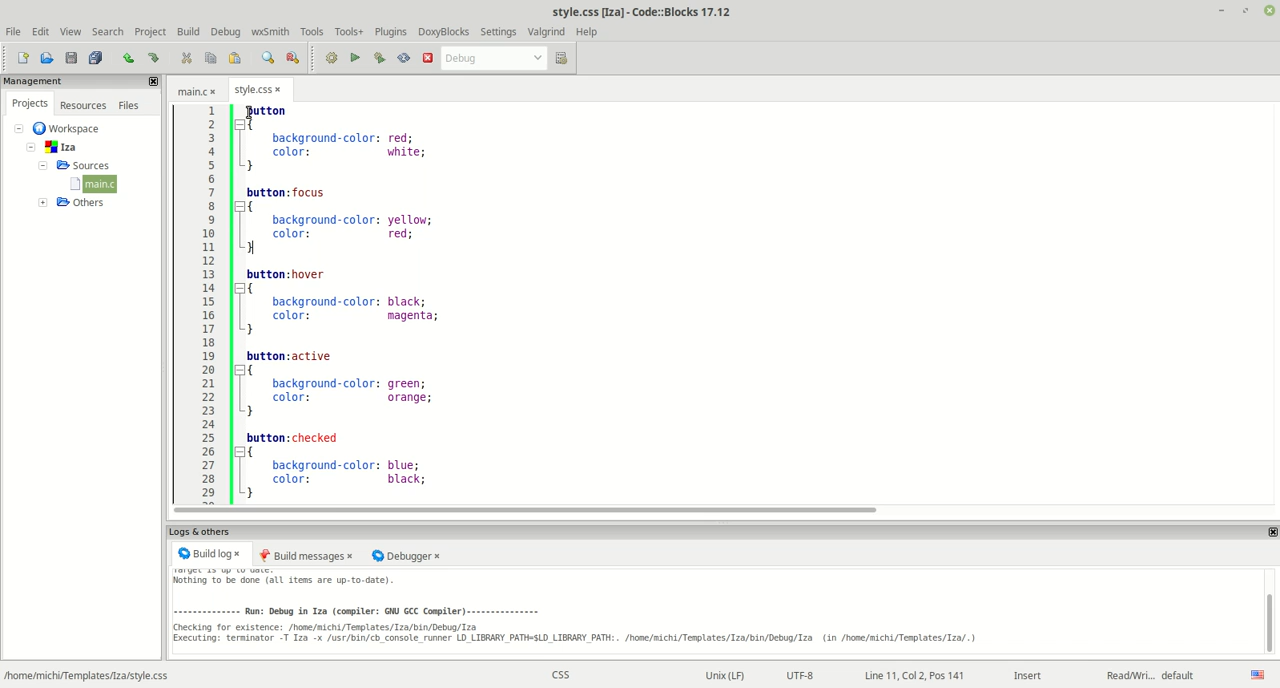 style.css [Iza] - Code::Blocks 17.12
File Edit View Search Project Build Debug wxSmith Tools Tools+ Plugins DoxyBlocks Settings Valgrind Help
Debug
Management
Projects Resources Files
Workspace
Iza
Sources
main.c
Others
main.c style.css
1 button
2 {
3 background-color: red;
4 color: white;
5 }
6
7 button:focus
8 {
9 background-color: yellow;
10 color: red;
11 }
12
13 button:hover
14 {
15 background-color: black;
16 color: magenta;
17 }
18
19 button:active
20 {
21 background-color: green;
22 color: orange;
23 }
24
25 button:checked
26 {
27 background-color: blue;
28 color: black;
29 }
Logs & others
Build log Build messages Debugger
Target is up to date.
Nothing to be done (all items are up-to-date).
-------------- Run: Debug in Iza (compiler: GNU GCC Compiler)---------------
Checking for existence: /home/michi/Templates/Iza/bin/Debug/Iza
Executing: terminator -T Iza -x /usr/bin/cb_console_runner LD_LIBRARY_PATH=$LD_LIBRARY_PATH:. /home/michi/Templates/Iza/bin/Debug/Iza (in /home/michi/Templates/Iza/.)
/home/michi/Templates/Iza/style.css CSS Unix (LF) UTF-8 Line 11, Col 2, Pos 141 Insert Read/Wri... default